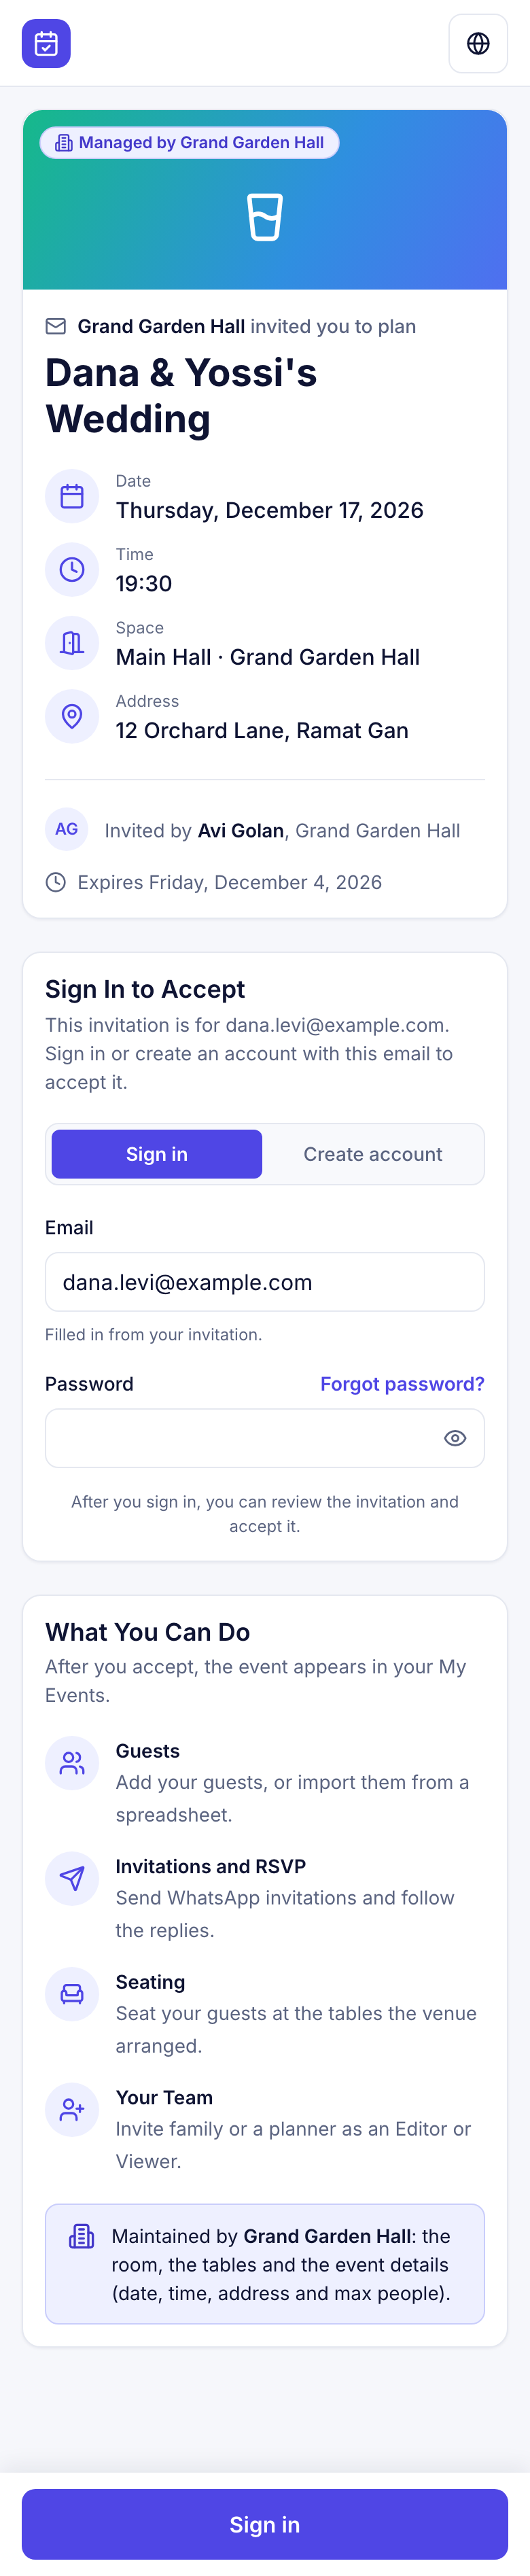 Managed by Grand Garden Hall
Grand Garden Hall invited you to plan
Dana & Yossi's
Wedding
Date
Thursday, December 17, 2026
Time
19:30
Space
Main Hall · Grand Garden Hall
Address
12 Orchard Lane, Ramat Gan
AG
Invited by Avi Golan, Grand Garden Hall
Expires Friday, December 4, 2026
Sign In to Accept
This invitation is for dana.levi@example.com.
Sign in or create an account with this email to
accept it.
Sign in
Create account
Email
dana.levi@example.com
Filled in from your invitation.
Password
Forgot password?
After you sign in, you can review the invitation and
accept it.
What You Can Do
After you accept, the event appears in your My
Events.
Guests
Add your guests, or import them from a
spreadsheet.
Invitations and RSVP
Send WhatsApp invitations and follow
the replies.
Seating
Seat your guests at the tables the venue
arranged.
Your Team
Invite family or a planner as an Editor or
Viewer.
Maintained by Grand Garden Hall: the
room, the tables and the event details
(date, time, address and max people).
Sign in